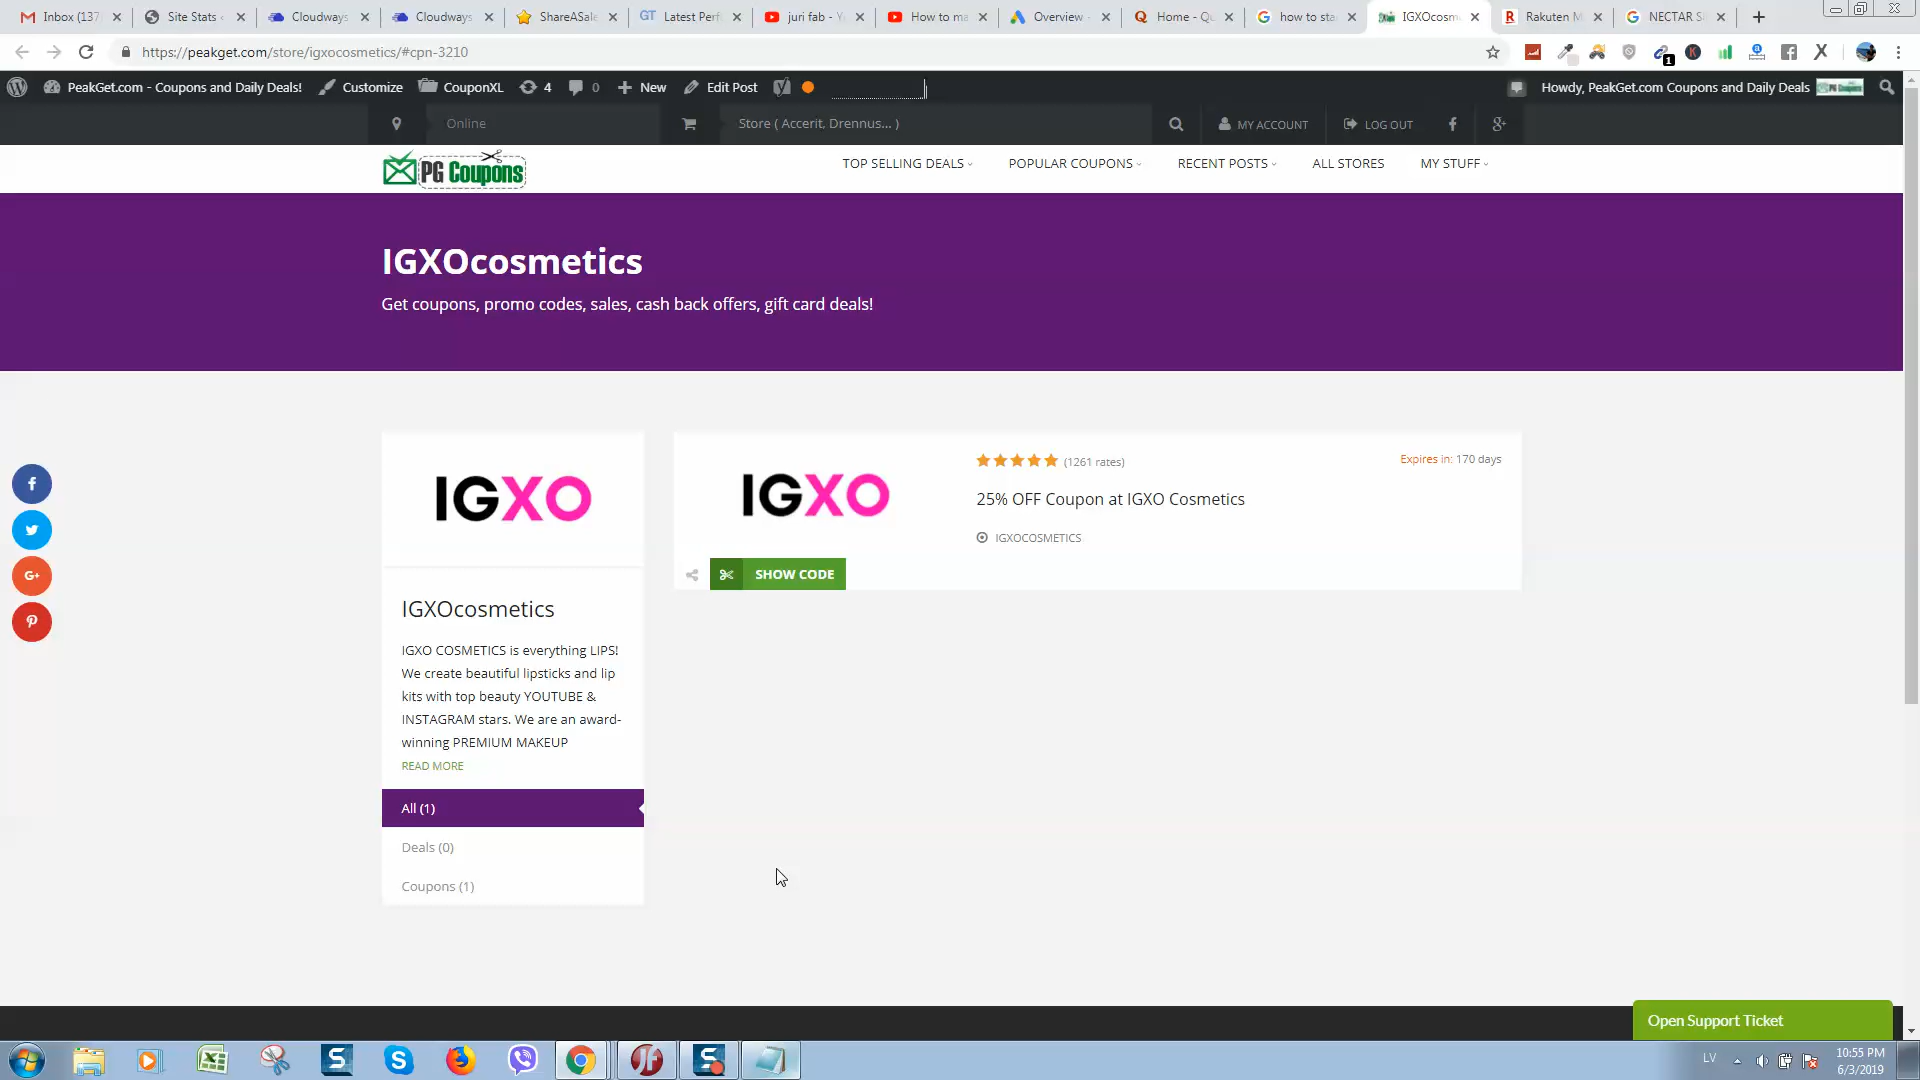 Inbox (137
Site Stats
Cloudways
Cloudways
ShareASale
Latest Perf
juri fab - Y
How to ma
Overview -
Home - Qu
how to sta
IGXOcosm
Rakuten M
NECTAR S
https://peakget.com/store/igxocosmetics/#cpn-3210
PeakGet.com - Coupons and Daily Deals!
Customize
CouponXL
4
0
New
Edit Post
Howdy, PeakGet.com Coupons and Daily Deals
Online
Store ( Accerit, Drennus... )
MY ACCOUNT
LOG OUT
PG Coupons
TOP SELLING DEALS
POPULAR COUPONS
RECENT POSTS
ALL STORES
MY STUFF
IGXOcosmetics
Get coupons, promo codes, sales, cash back offers, gift card deals!
IGXO
IGXO
(1261 rates)
Expires in: 170 days
25% OFF Coupon at IGXO Cosmetics
IGXOCOSMETICS
SHOW CODE
IGXOcosmetics
IGXO COSMETICS is everything LIPS!
We create beautiful lipsticks and lip
kits with top beauty YOUTUBE &
INSTAGRAM stars. We are an award-
winning PREMIUM MAKEUP
READ MORE
All (1)
Deals (0)
Coupons (1)
Open Support Ticket
LV
10:55 PM
6/3/2019